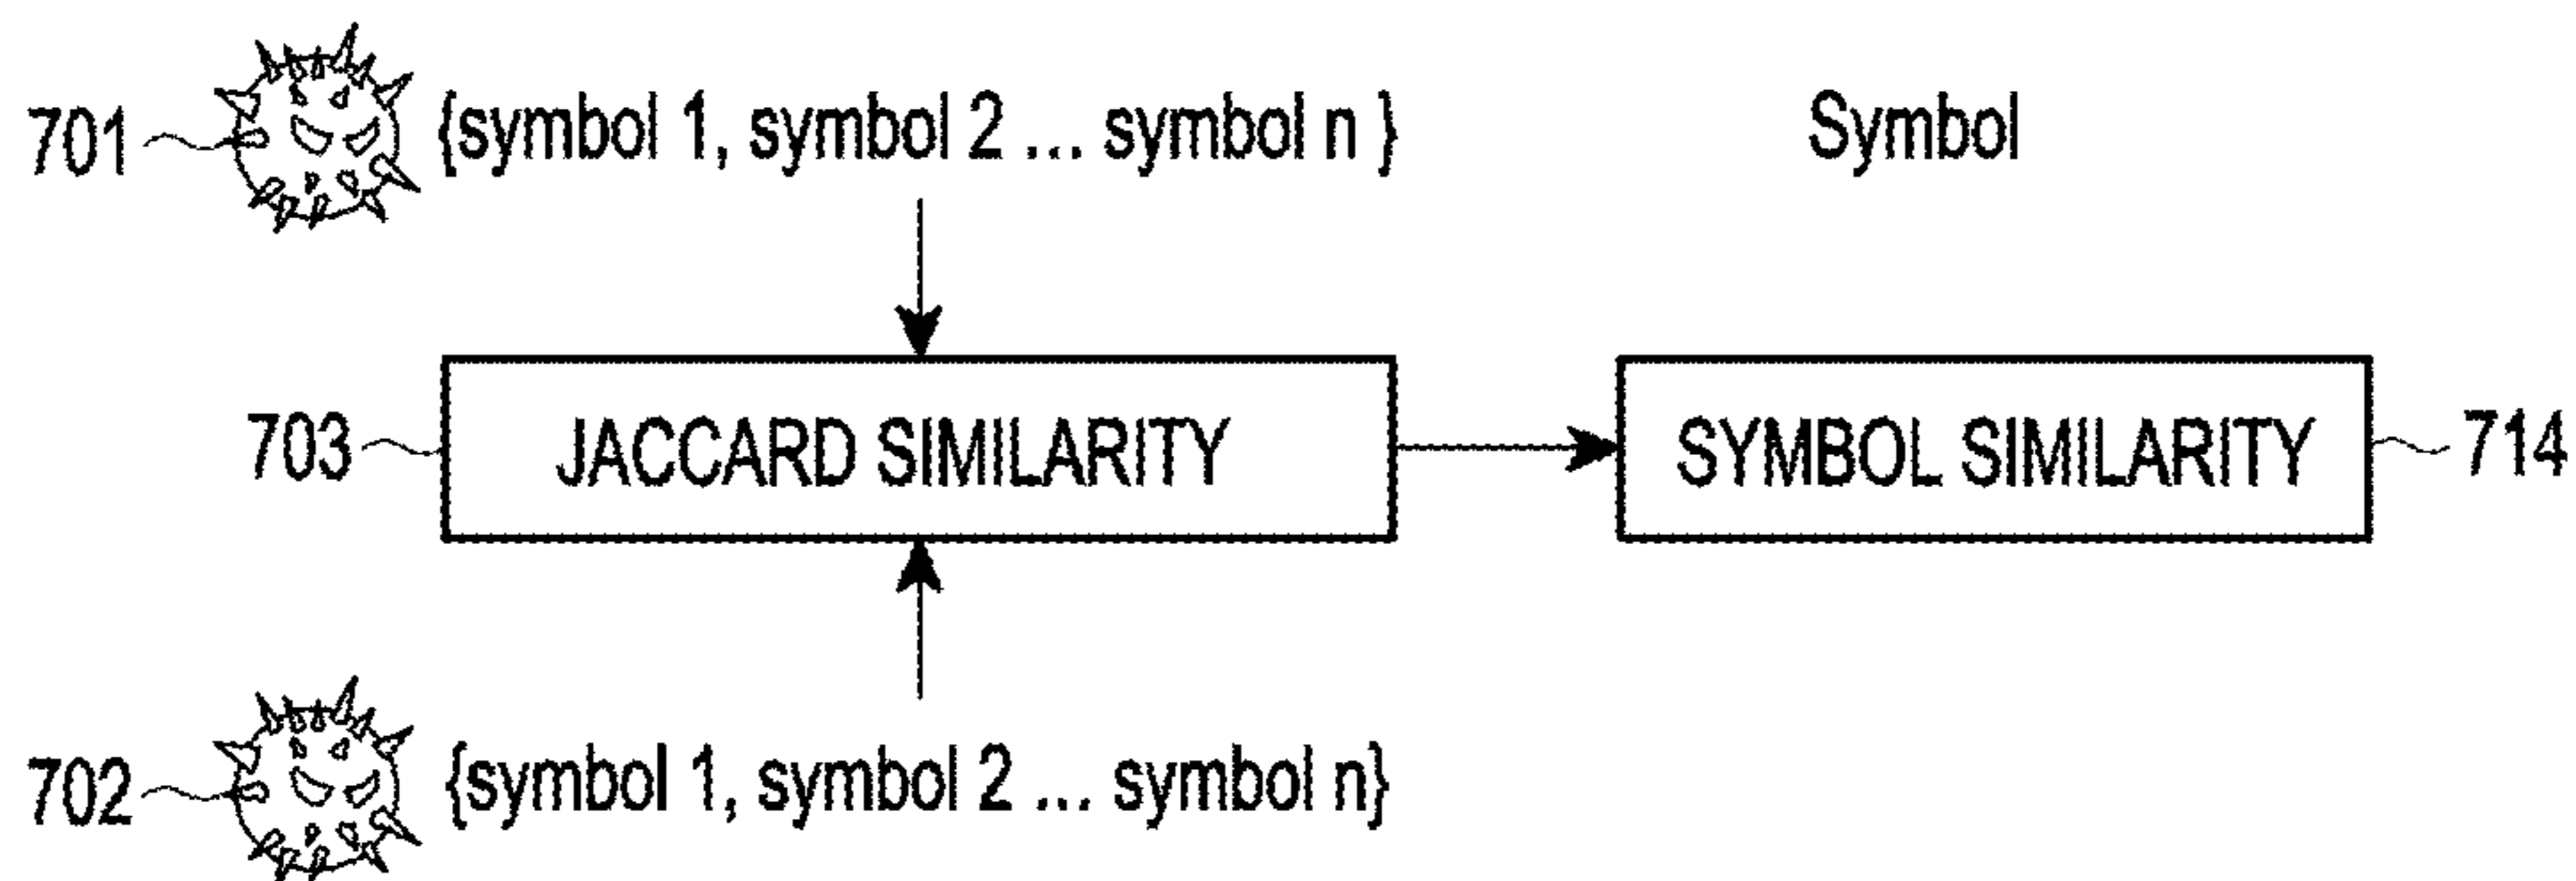 701 {symbol 1, symbol 2 ... symbol n } Symbol
703 JACCARD SIMILARITY SYMBOL SIMILARITY 714
702 {symbol 1, symbol 2 ... symbol n}